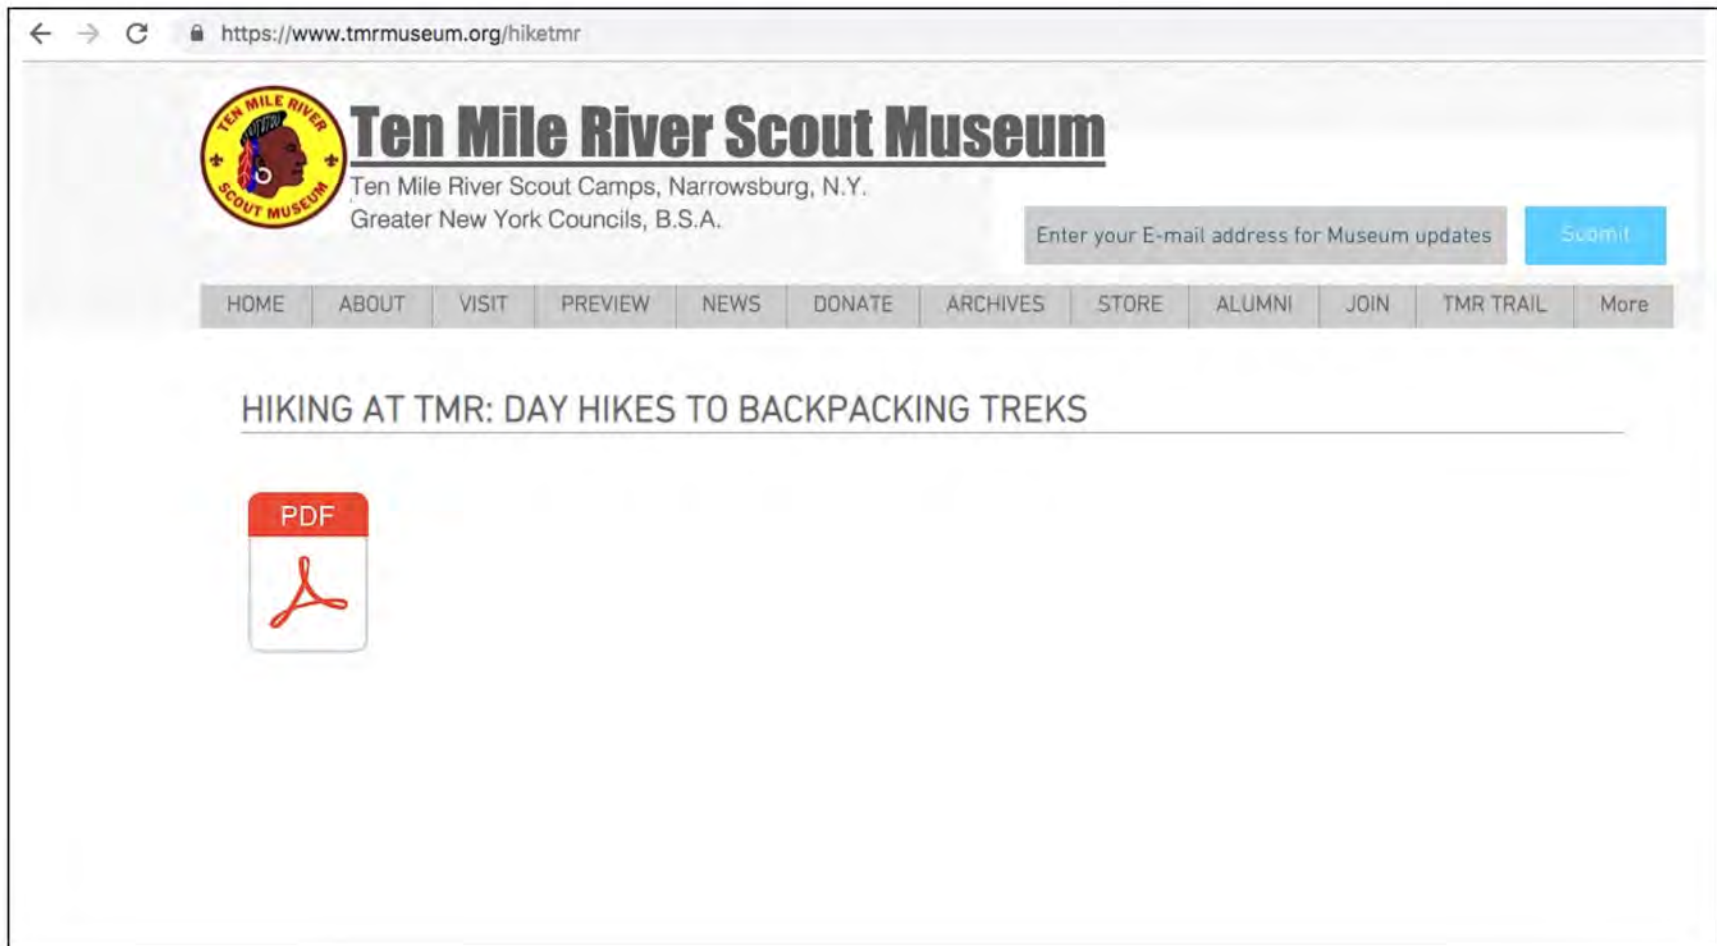 https://www.tmrmuseum.org/hiketmr
TEN MILE RIVER
SCOUT MUSEUM
Ten Mile River Scout Museum
Ten Mile River Scout Camps, Narrowsburg, N.Y.
Greater New York Councils, B.S.A.
Enter your E-mail address for Museum updates Submit
HOME ABOUT VISIT PREVIEW NEWS DONATE ARCHIVES STORE ALUMNI JOIN TMR TRAIL More
HIKING AT TMR: DAY HIKES TO BACKPACKING TREKS
PDF